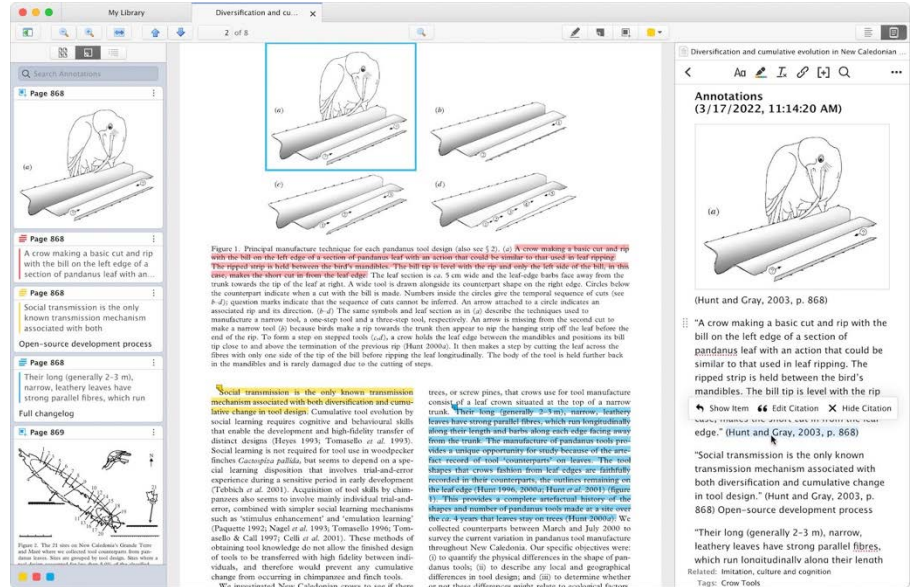 My Library
Diversification and cu... ×
2 of 8
Search Annotations
Page 868
(a)
Page 868
A crow making a basic cut and rip
with the bill on the left edge of a
section of pandanus leaf with an...
Page 868
Social transmission is the only
known transmission mechanism
associated with both
Open-source development process
Page 868
Their long (generally 2–3 m),
narrow, leathery leaves have
strong parallel fibres, which run
Full changelog
Page 869
(a)
(b)
(c)
(d)
Figure 1. Principal manufacture technique for each pandanus tool design (also see § 2). (a) A crow making a basic cut and rip
with the bill on the left edge of a section of pandanus leaf with an action that could be similar to that used in leaf ripping.
The ripped strip is held between the bird's mandibles. The bill tip is level with the rip and only the left side of the bill, in this
case, makes the short cut in from the leaf edge. The leaf section is ca. 5 cm wide and the leaf-edge barbs face away from the
trunk towards the tip of the leaf at right. A wide tool is drawn alongside its counterpart shape on the right edge. Circles below
the counterpart indicate when a cut with the bill is made. Numbers inside the circles give the temporal sequence of cuts (see
b–d); question marks indicate that the sequence of cuts cannot be inferred. An arrow attached to a circle indicates an
associated rip and its direction. (b–d) The same symbols and leaf section as in (a) describe the techniques used to
manufacture a narrow tool, a one-step tool and a three-step tool, respectively. An arrow is missing from the second cut to
make a narrow tool (b) because birds make a rip towards the trunk then appear to nip the hanging strip off the leaf before the
end of the rip. To form a step on stepped tools (c,d), a crow holds the leaf edge between the mandibles and positions its bill
tip close to and above the termination of the previous rip (Hunt 2000a). It then makes a step by cutting the leaf across the
fibres with only one side of the tip of the bill before ripping the leaf longitudinally. The body of the tool is held further back
in the mandibles and is rarely damaged due to the cutting of steps.
Social transmission is the only known transmission
mechanism associated with both diversification and cumu-
lative change in tool design. Cumulative tool evolution by
social learning requires cognitive and behavioural skills
that enable the development and high-fidelity transfer of
distinct designs (Heyes 1993; Tomasello et al. 1993).
Social learning is not required for tool use in woodpecker
finches Cactospiza pallida, but seems to depend on a spe-
cial learning disposition that involves trial-and-error
experience during a sensitive period in early development
(Tebbich et al. 2001). Acquisition of tool skills by chim-
panzees also seems to involve mainly individual trial-and-
error, combined with simpler social learning mechanisms
such as 'stimulus enhancement' and 'emulation learning'
(Paquette 1992; Nagel et al. 1993; Tomasello 1996; Tom-
asello & Call 1997; Celli et al. 2001). These methods of
obtaining tool knowledge do not allow the finished design
of tools to be transferred with high fidelity between indi-
viduals, and therefore would prevent any cumulative
change from occurring in chimpanzee and finch tools.
trees, or screw pines, that crows use for tool manufacture
consist of a leaf crown situated at the top of a narrow
trunk. Their long (generally 2–3 m), narrow, leathery
leaves have strong parallel fibres, which run longitudinally
along their length and barbs along each edge facing away
from the trunk. The manufacture of pandanus tools pro-
vides a unique opportunity for study because of the arte-
fact record of tool 'counterparts' on leaves. The tool
shapes that crows fashion from leaf edges are faithfully
recorded in their counterparts, the outlines remaining on
the leaf edge (Hunt 1996, 2000a; Hunt et al. 2001) (figure
1). This provides a complete artefactual history of the
shapes and number of pandanus tools made at a site over
the ca. 4 years that leaves stay on trees (Hunt 2000a). We
collected counterparts between March and July 2000 to
survey the current variation in pandanus tool manufacture
throughout New Caledonia. Our specific objectives were:
(i) to quantify the physical differences in the shape of pan-
danus tools; (ii) to describe any local and geographical
differences in tool design; and (iii) to determine whether
Diversification and cumulative evolution in New Caledonian ...
Annotations
(3/17/2022, 11:14:20 AM)
(a)
(Hunt and Gray, 2003, p. 868)
"A crow making a basic cut and rip with the
bill on the left edge of a section of
pandanus leaf with an action that could be
similar to that used in leaf ripping. The
ripped strip is held between the bird's
mandibles. The bill tip is level with the rip
Show Item Edit Citation Hide Citation
edge." (Hunt and Gray, 2003, p. 868)
"Social transmission is the only known
transmission mechanism associated with
both diversification and cumulative change
in tool design." (Hunt and Gray, 2003, p.
868) Open-source development process
"Their long (generally 2–3 m), narrow,
leathery leaves have strong parallel fibres,
which run longitudinally along their length
Related: Imitation, culture and cognition
Tags: Crow Tools